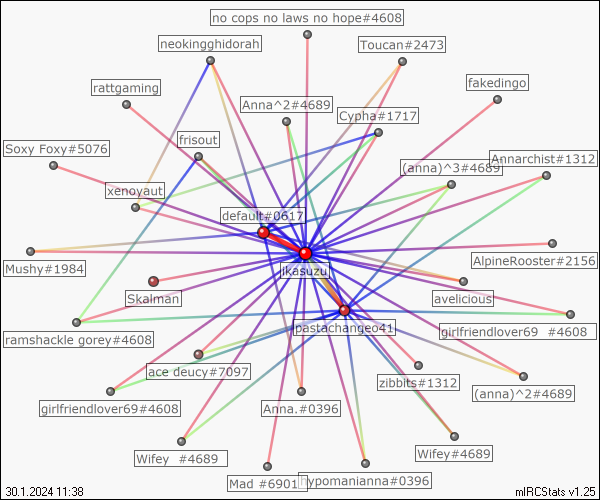 no cops no laws no hope#4608
neokingghidorah
Toucan#2473
rattgaming
fakedingo
Anna^2#4689
Cypha#1717
frisout
Soxy Foxy#5076
(anna)^3#4689
Annarchist#1312
xenoyaut
default#0617
jkasuzu
AlpineRooster#2156
Mushy#1984
Skalman
avelicious
pastachangeo41
girlfriendlover69 #4608
ramshackle gorey#4608
ace deucy#7097
zibbits#1312
(anna)^2#4689
girlfriendlover69#4608
Anna.#0396
Wifey #4689
Wifey#4689
Mad #6901
hypomanianna#0396
30.1.2024 11:38
mIRCStats v1.25